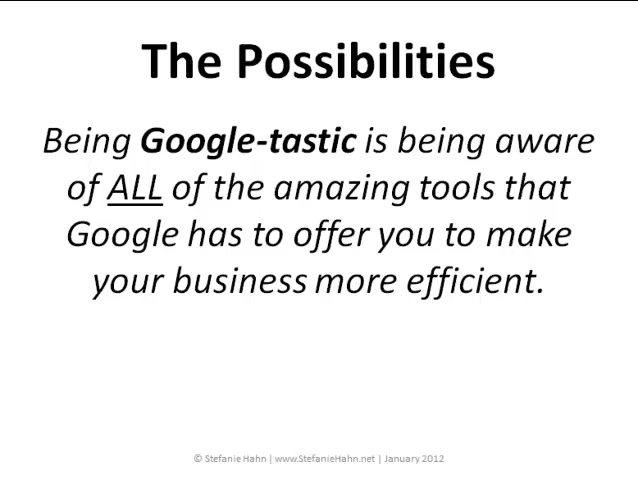 The Possibilities
Being Google-tastic is being aware
of ALL of the amazing tools that
Google has to offer you to make
your business more efficient.
© Stefanie Hahn | www.StefanieHahn.net | January 2012